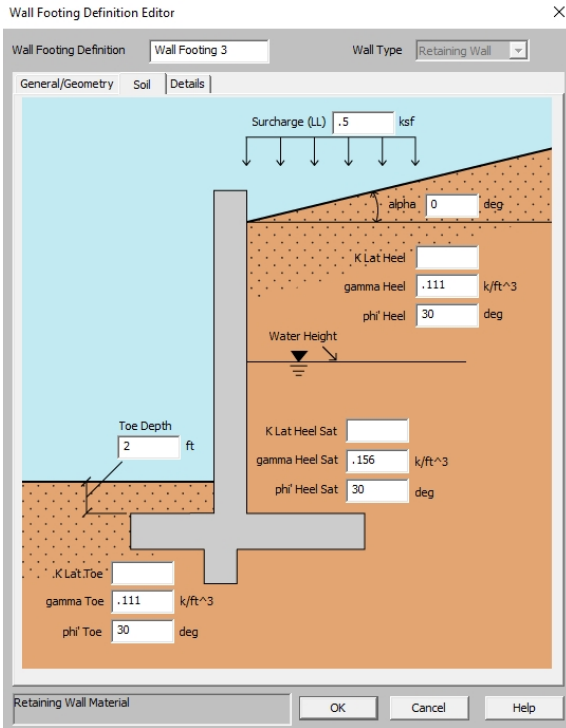 Wall Footing Definition Editor
Wall Footing Definition Wall Footing 3 Wall Type Retaining Wall
General/Geometry Soil Details
Surcharge (LL) .5 ksf
alpha 0 deg
K Lat Heel
gamma Heel .111 k/ft^3
phi' Heel 30 deg
Water Height
Toe Depth
2 ft
K Lat Heel Sat
gamma Heel Sat .156 k/ft^3
phi' Heel Sat 30 deg
K Lat Toe
gamma Toe .111 k/ft^3
phi' Toe 30 deg
Retaining Wall Material OK Cancel Help